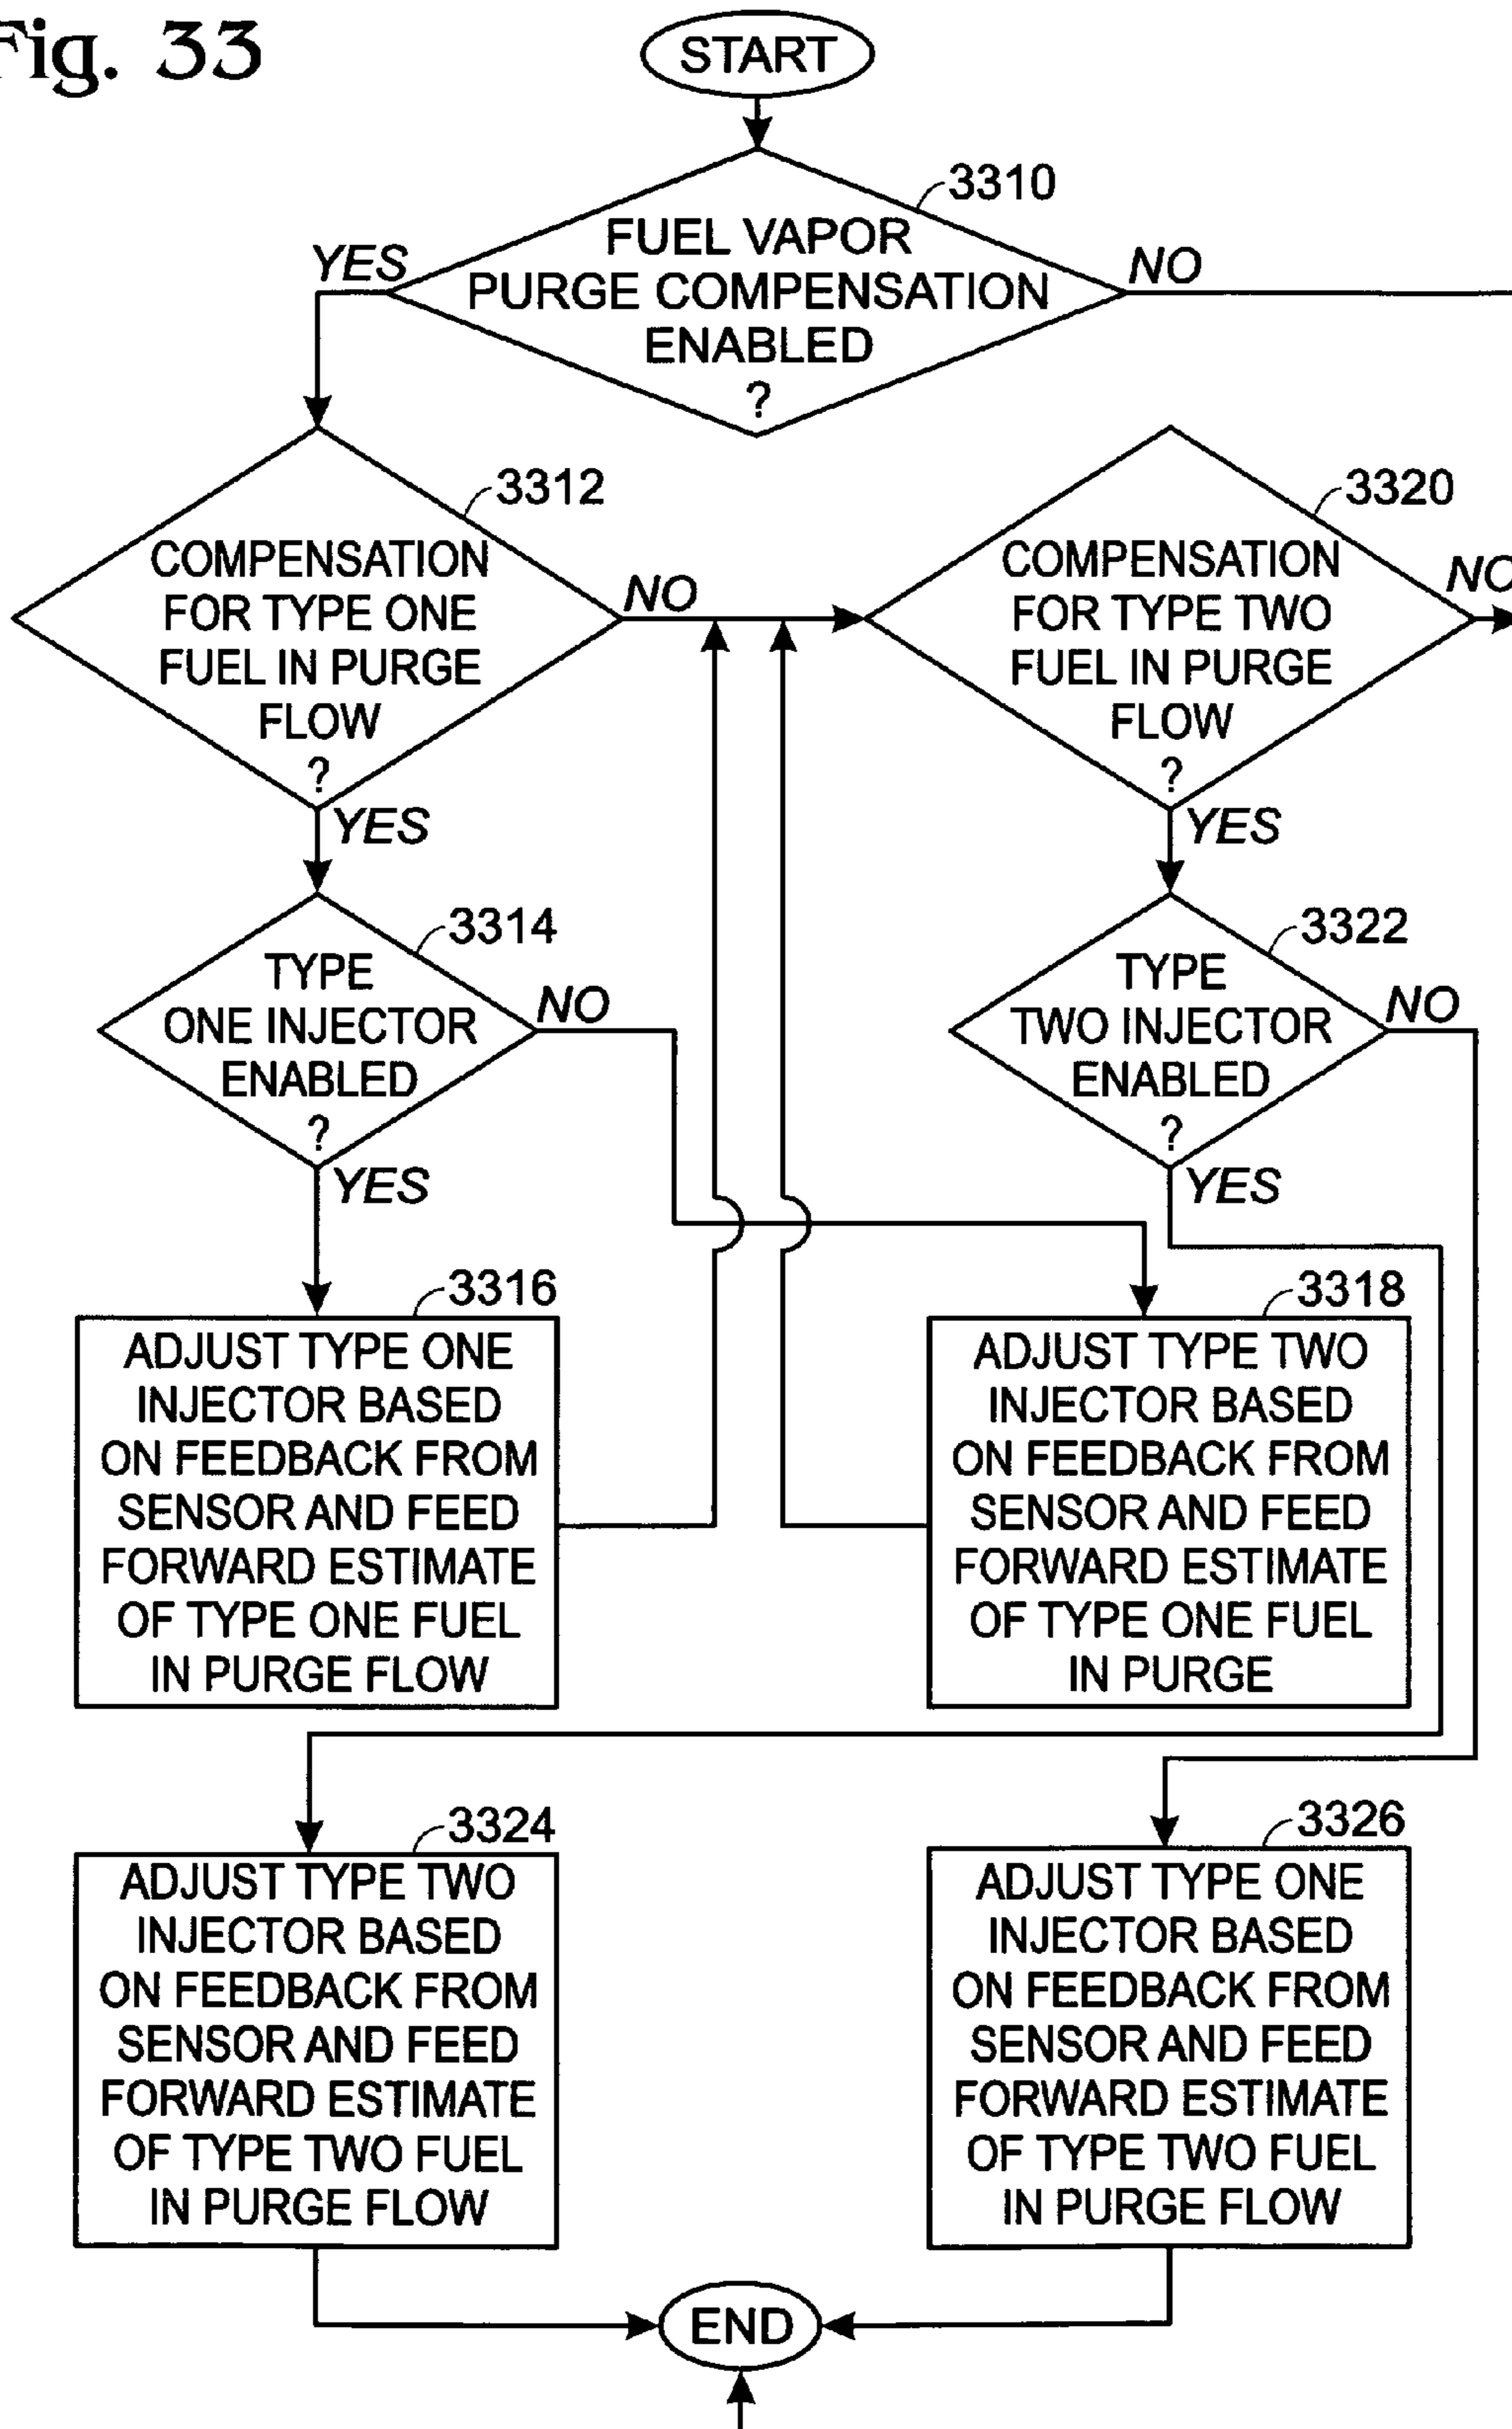 Fig. 33
START
3310
FUEL VAPOR
PURGE COMPENSATION
ENABLED
?
YES
NO
3312
COMPENSATION
FOR TYPE ONE
FUEL IN PURGE
FLOW
?
NO
YES
3320
COMPENSATION
FOR TYPE TWO
FUEL IN PURGE
FLOW
?
NO
YES
3314
TYPE
ONE INJECTOR
ENABLED
?
NO
YES
3322
TYPE
TWO INJECTOR
ENABLED
?
NO
YES
3316
ADJUST TYPE ONE
INJECTOR BASED
ON FEEDBACK FROM
SENSOR AND FEED
FORWARD ESTIMATE
OF TYPE ONE FUEL
IN PURGE FLOW
3318
ADJUST TYPE TWO
INJECTOR BASED
ON FEEDBACK FROM
SENSOR AND FEED
FORWARD ESTIMATE
OF TYPE ONE FUEL
IN PURGE
3324
ADJUST TYPE TWO
INJECTOR BASED
ON FEEDBACK FROM
SENSOR AND FEED
FORWARD ESTIMATE
OF TYPE TWO FUEL
IN PURGE FLOW
3326
ADJUST TYPE ONE
INJECTOR BASED
ON FEEDBACK FROM
SENSOR AND FEED
FORWARD ESTIMATE
OF TYPE TWO FUEL
IN PURGE FLOW
END